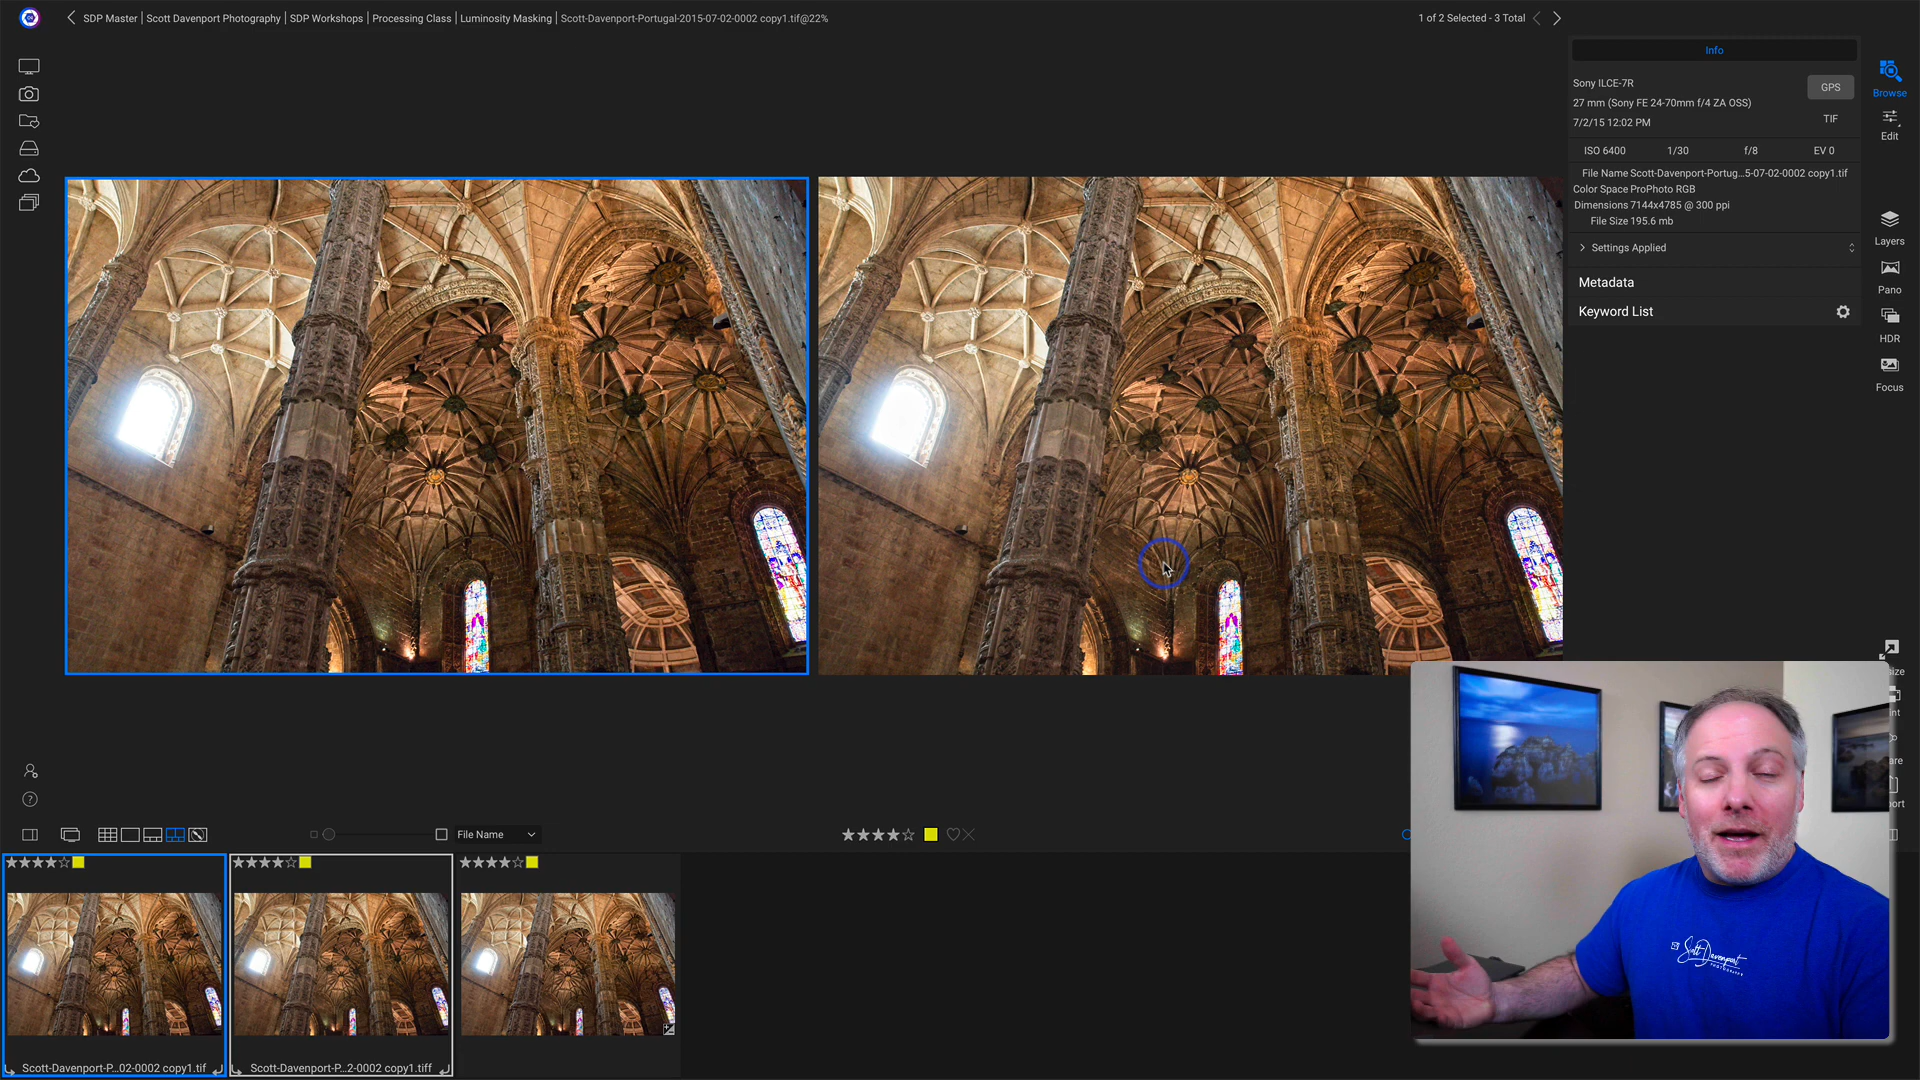 SDP Master | Scott Davenport Photography | SDP Workshops | Processing Class | Luminosity Masking | Scott-Davenport-Portugal-2015-07-02-0002 copy1.tif@22%
1 of 2 Selected - 3 Total
Info
Sony ILCE-7R
GPS
27 mm (Sony FE 24-70mm f/4 ZA OSS)
7/2/15 12:02 PM
TIF
ISO 6400 1/30 f/8 EV 0
File Name Scott-Davenport-Portug...5-07-02-0002 copy1.tif
Color Space ProPhoto RGB
Dimensions 7144x4785 @ 300 ppi
File Size 195.6 mb
Settings Applied
Metadata
Keyword List
Browse
Edit
Layers
Pano
HDR
Focus
File Name
Scott-Davenport-P...02-0002 copy1.tif
Scott-Davenport-P...2-0002 copy1.tiff
Scott Davenport
PHOTOGRAPHY